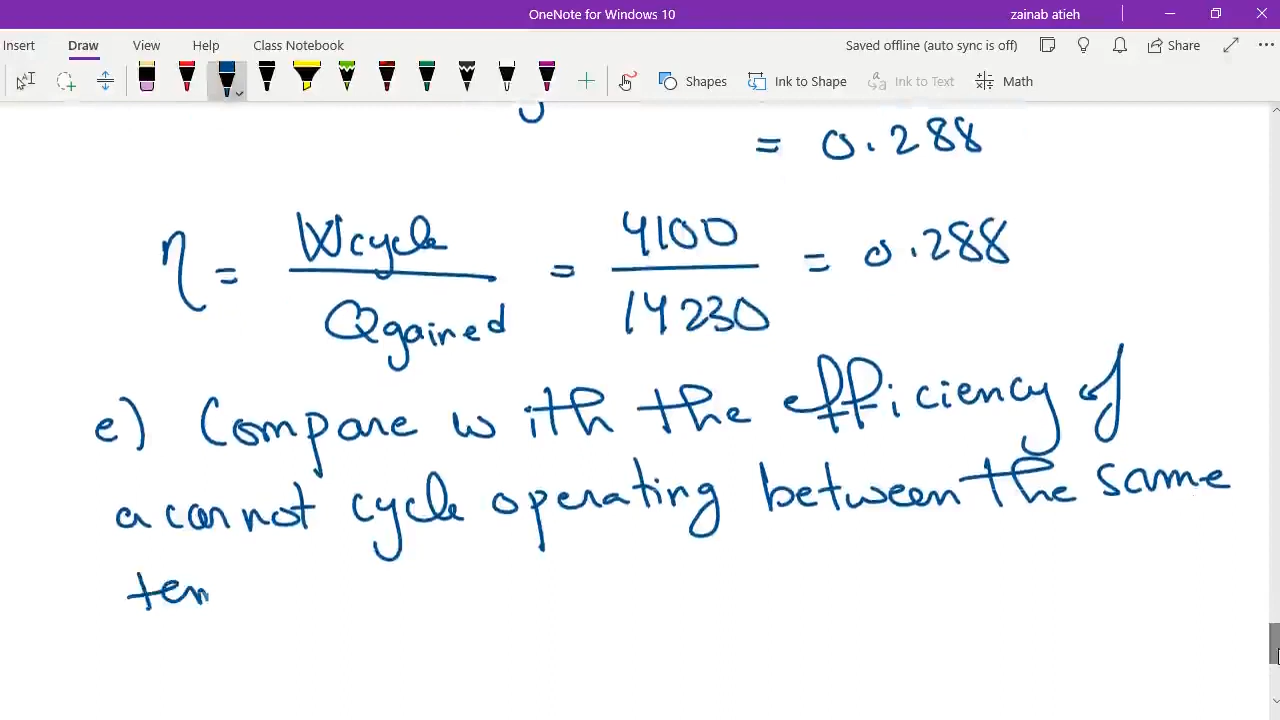 OneNote for Windows 10
zainab atieh
Insert Draw View Help Class Notebook
Saved offline (auto sync is off)
Share
Shapes Ink to Shape Ink to Text Math
= 0.288
η = Wcycle / Qgained = 4100 / 14230 = 0.288
e) Compare with the efficiency of
a carnot cycle operating between the same
tem